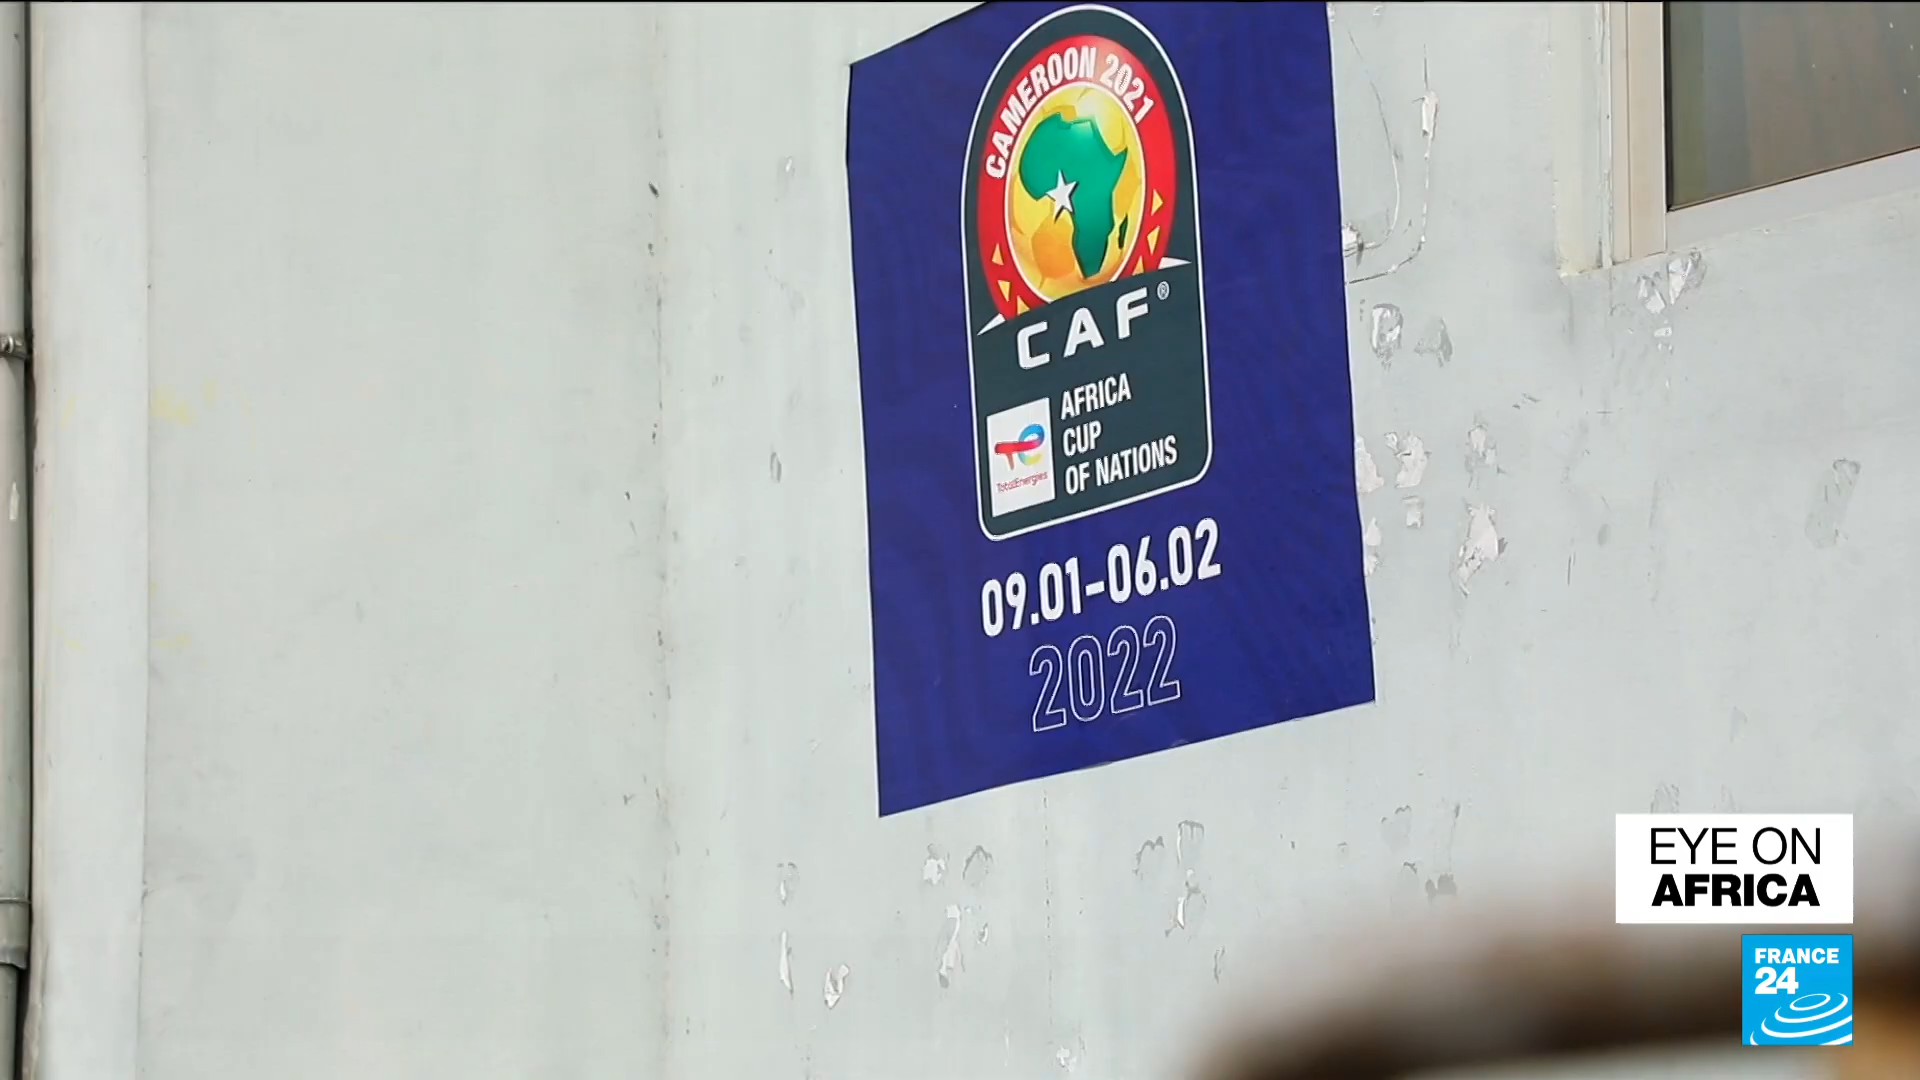 CAMEROON 2021
CAF®
TotalEnergies
AFRICA
CUP
OF NATIONS
09.01-06.02
2022
EYE ON
AFRICA
FRANCE
24